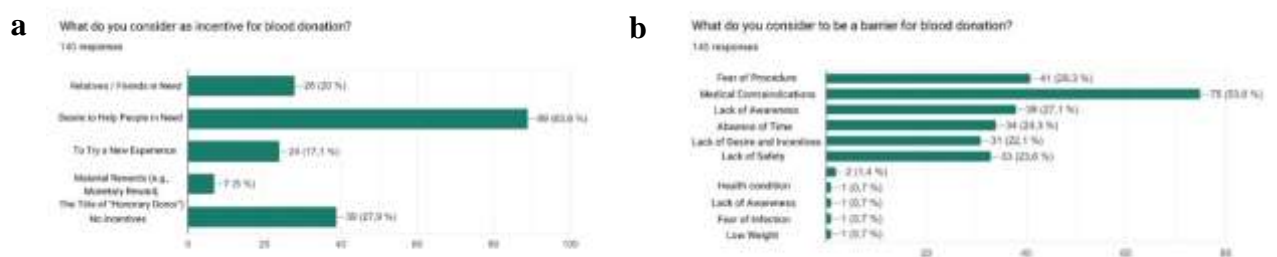 a
What do you consider as incentive for blood donation?
140 responses
Relatives / Friends in Need
28 (20 %)
Desire to Help People in Need
89 (63,6 %)
To Try a New Experience
24 (17,1 %)
Material Rewards (e.g.,
Monetary Reward,
The Title of "Honorary Donor")
7 (5 %)
No Incentives
39 (27,9 %)
0 20 40 60 80 100
b
What do you consider to be a barrier for blood donation?
140 responses
Fear of Procedure
41 (29,3 %)
Medical Contraindications
75 (53,6 %)
Lack of Awareness
38 (27,1 %)
Absence of Time
34 (24,3 %)
Lack of Desire and Incentives
31 (22,1 %)
Lack of Safety
33 (23,6 %)
2 (1,4 %)
Health condition
1 (0,7 %)
Lack of Awareness
1 (0,7 %)
Fear of Infection
1 (0,7 %)
Low Weight
1 (0,7 %)
20 40 60 80